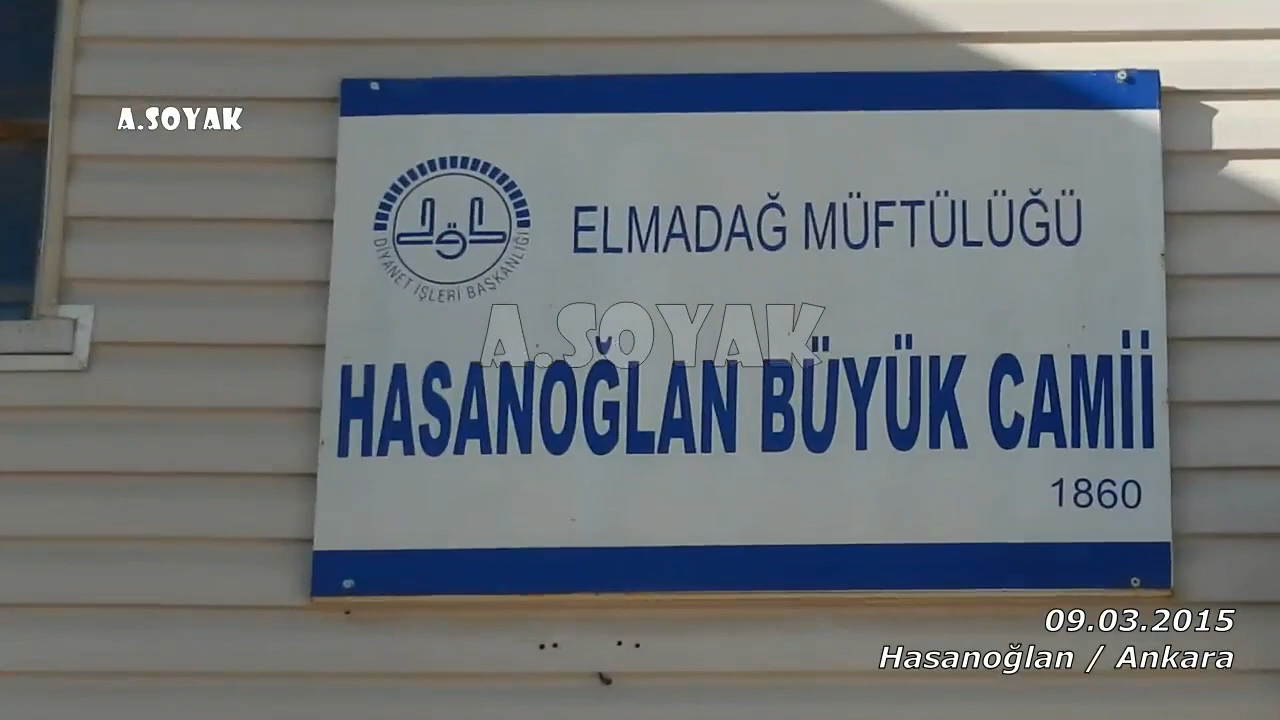 A.SOYAK
ELMADAĞ MÜFTÜLÜĞÜ
DİYANET İŞLERİ BAŞKANLIĞI
A.SOYAK
HASANOĞLAN BÜYÜK CAMİİ
1860
09.03.2015
Hasanoğlan / Ankara